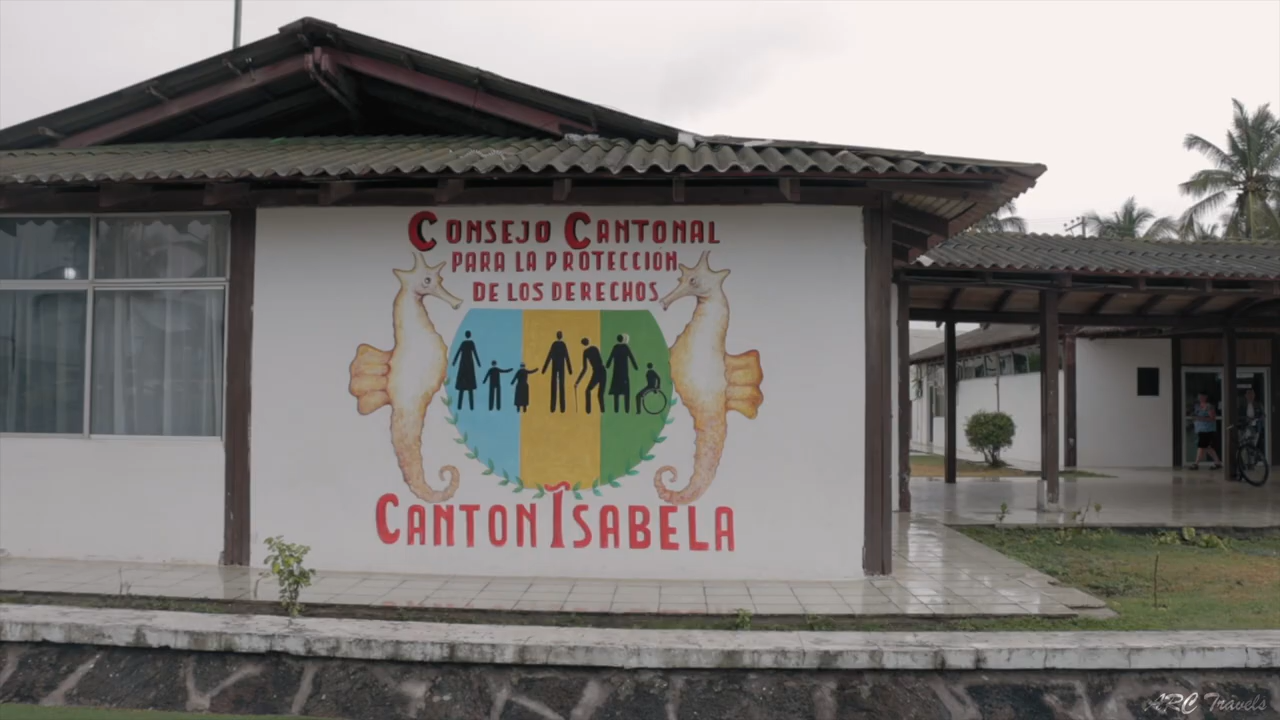 CONSEJO CANTONAL
PARA LA PROTECCION
DE LOS DERECHOS
CANTON ISABELA
ARC Travels